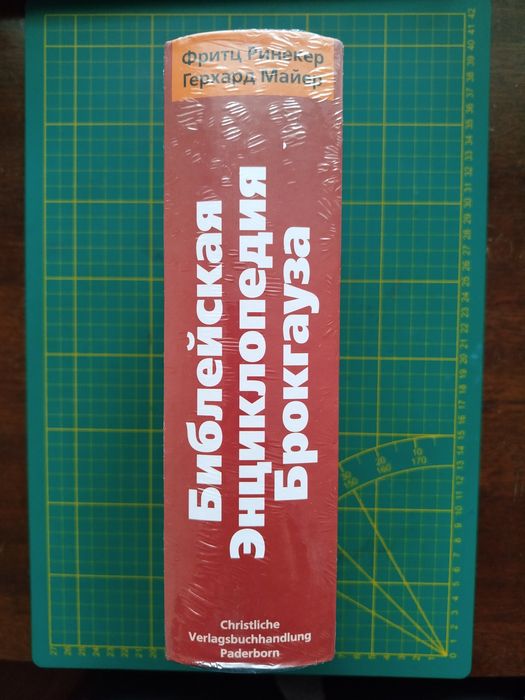 Фритц Ринекер
Герхард Майер
Библейская
Энциклопедия
Брокгауза
Christliche
Verlagsbuchhandlung
Paderborn